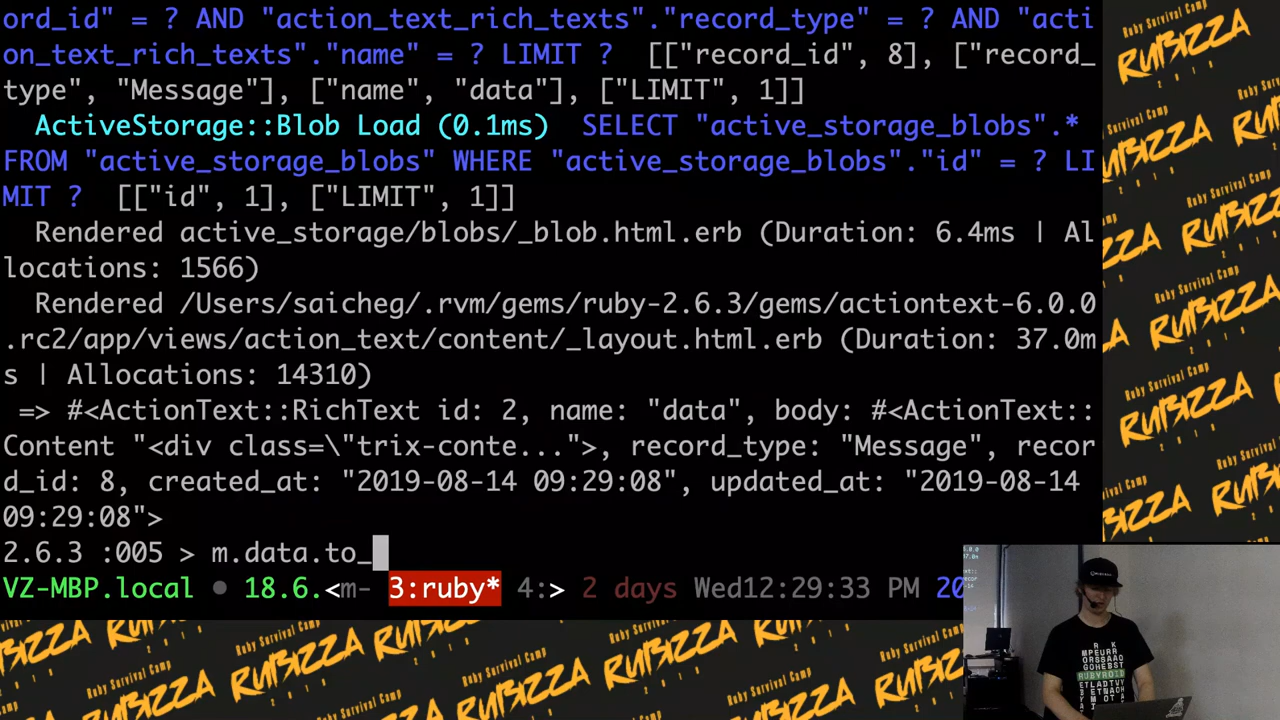 ord_id" = ? AND "action_text_rich_texts"."record_type" = ? AND "acti
on_text_rich_texts"."name" = ? LIMIT ?  [["record_id", 8], ["record_
type", "Message"], ["name", "data"], ["LIMIT", 1]]
ActiveStorage::Blob Load (0.1ms)  SELECT "active_storage_blobs".*
FROM "active_storage_blobs" WHERE "active_storage_blobs"."id" = ? LI
MIT ?  [["id", 1], ["LIMIT", 1]]
Rendered active_storage/blobs/_blob.html.erb (Duration: 6.4ms | Al
locations: 1566)
Rendered /Users/saicheg/.rvm/gems/ruby-2.6.3/gems/actiontext-6.0.0
.rc2/app/views/action_text/content/_layout.html.erb (Duration: 37.0m
s | Allocations: 14310)
=> #<ActionText::RichText id: 2, name: "data", body: #<ActionText::
Content "<div class=\"trix-conte...">, record_type: "Message", recor
d_id: 8, created_at: "2019-08-14 09:29:08", updated_at: "2019-08-14
09:29:08">
2.6.3 :005 > m.data.to_
VZ-MBP.local ● 18.6.<m- 3:ruby* 4:> 2 days Wed12:29:33 PM 20
Ruby Survival Camp
RUBIZZA
2019